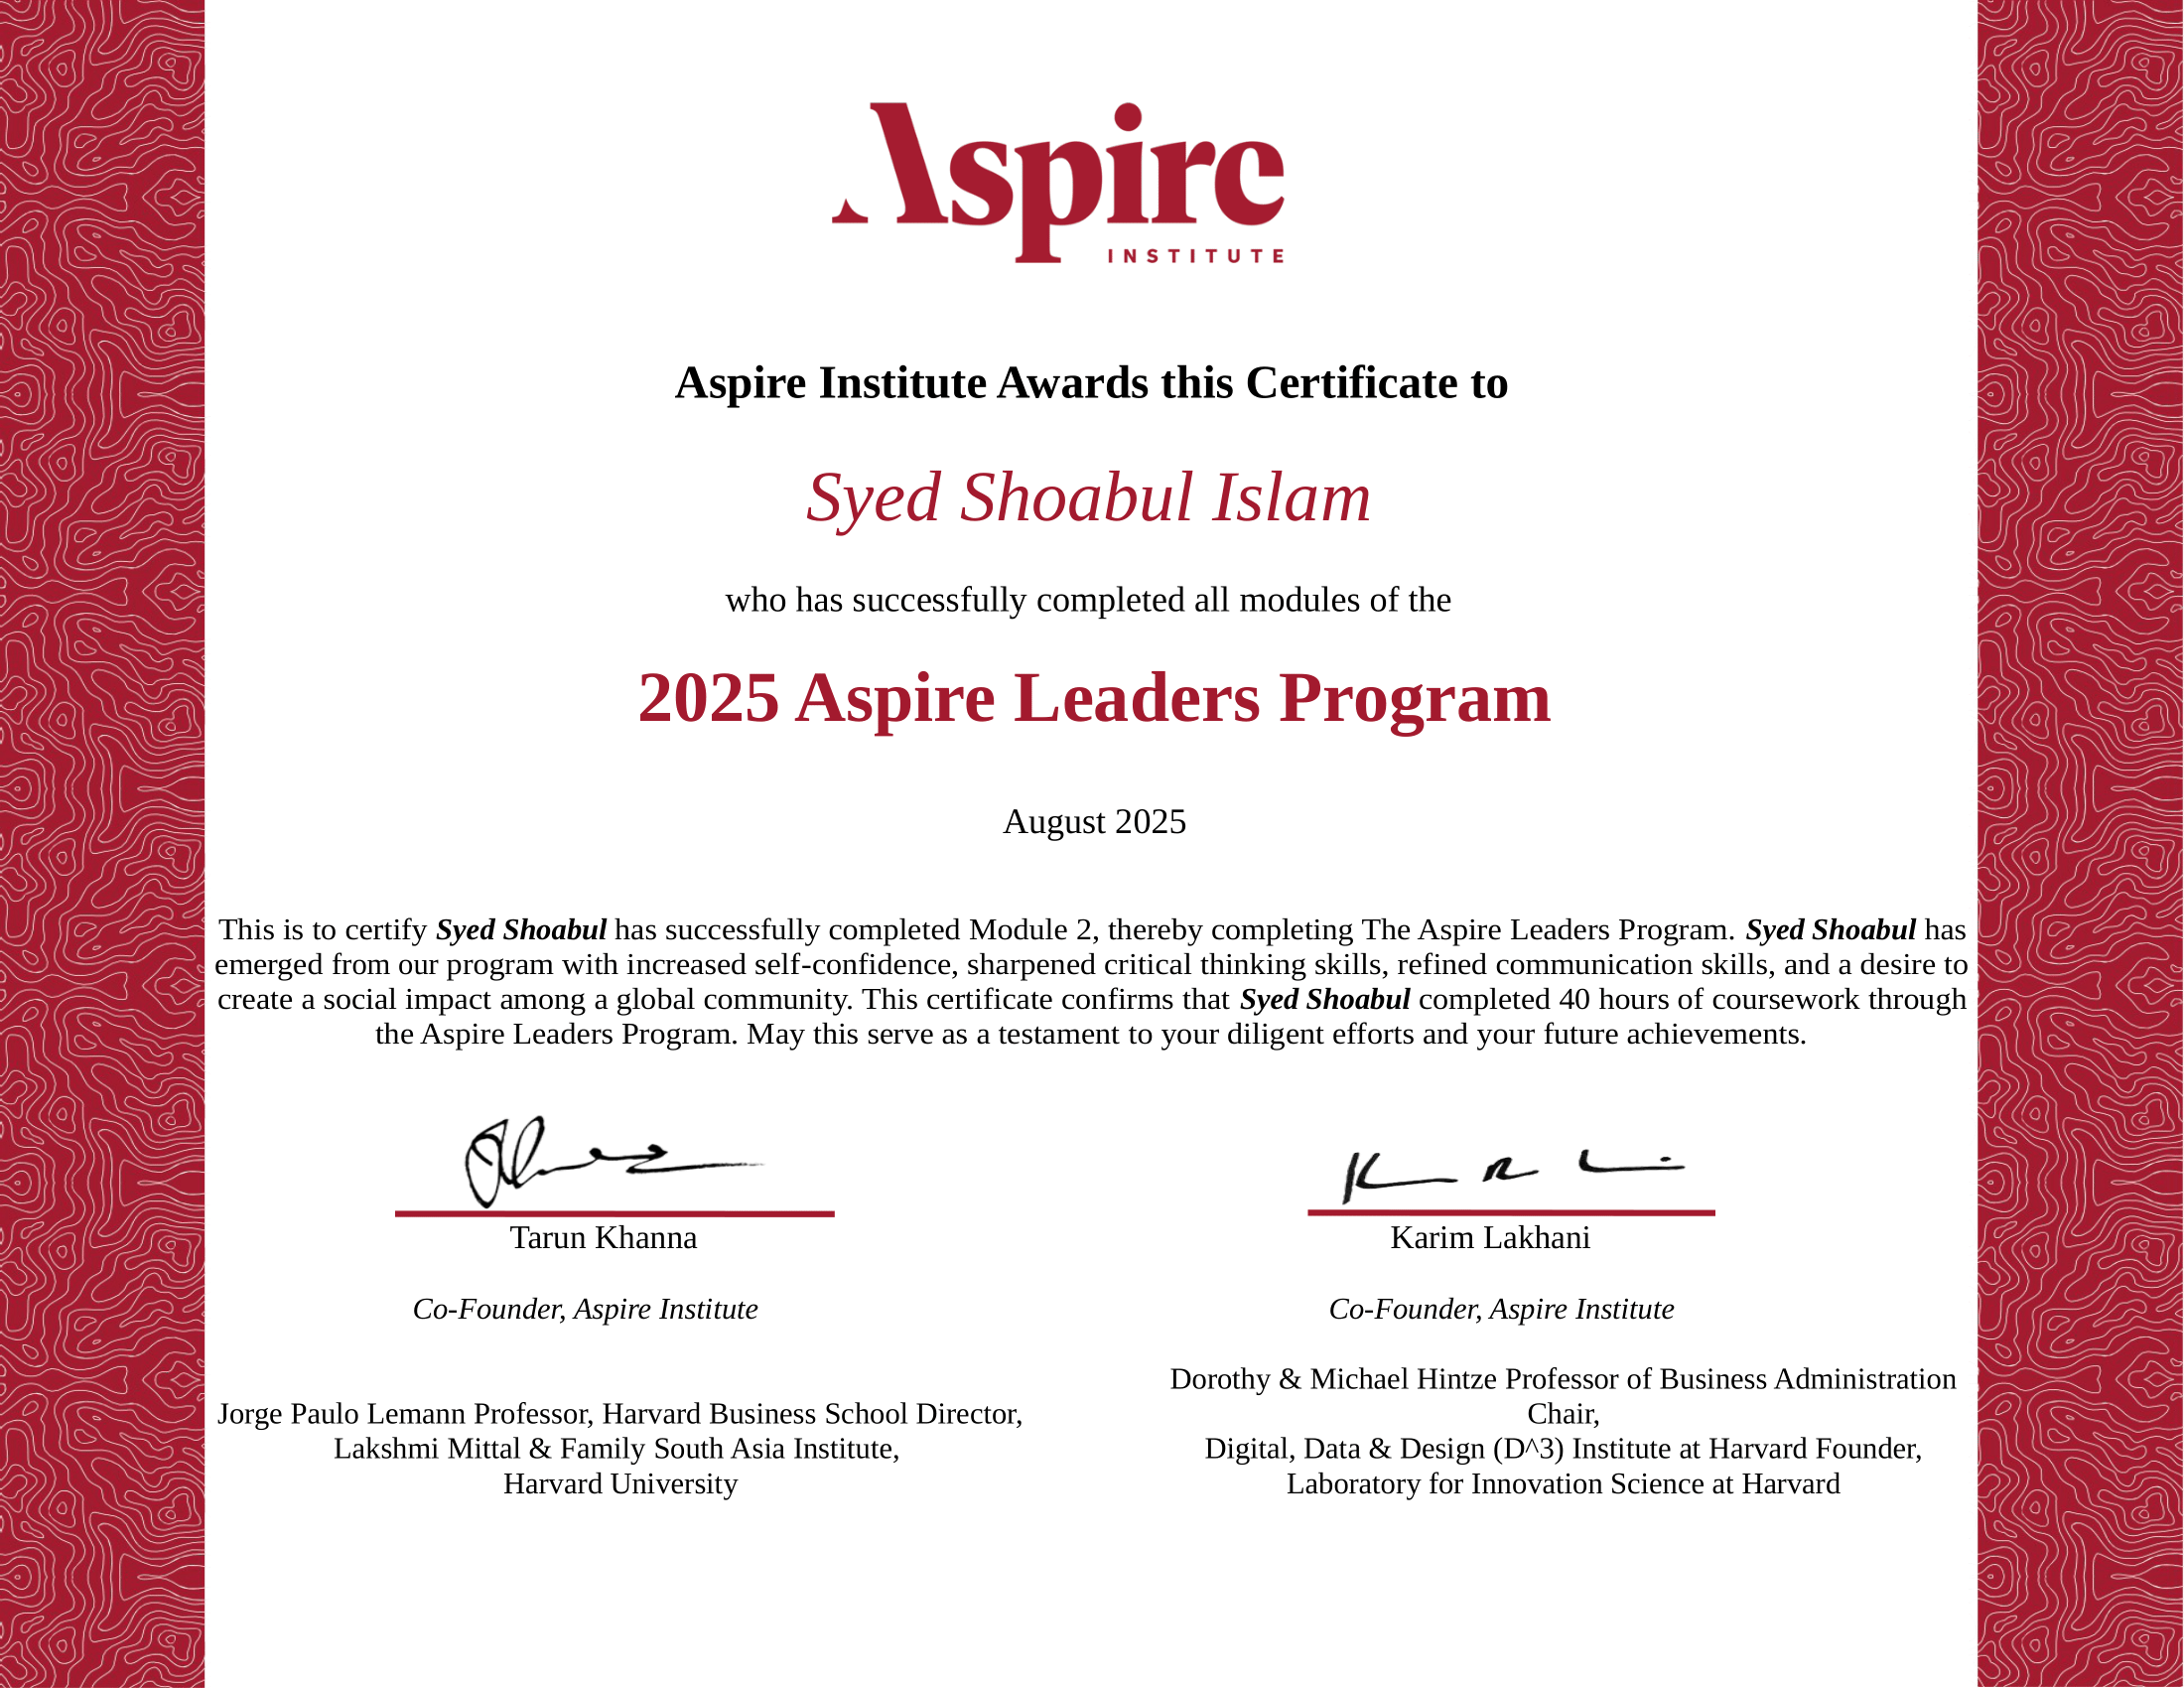 Aspire
INSTITUTE
Aspire Institute Awards this Certificate to
Syed Shoabul Islam
who has successfully completed all modules of the
2025 Aspire Leaders Program
August 2025
This is to certify Syed Shoabul has successfully completed Module 2, thereby completing The Aspire Leaders Program. Syed Shoabul has
emerged from our program with increased self-confidence, sharpened critical thinking skills, refined communication skills, and a desire to
create a social impact among a global community. This certificate confirms that Syed Shoabul completed 40 hours of coursework through
the Aspire Leaders Program. May this serve as a testament to your diligent efforts and your future achievements.
Tarun Khanna
Co-Founder, Aspire Institute
Jorge Paulo Lemann Professor, Harvard Business School Director,
Lakshmi Mittal & Family South Asia Institute,
Harvard University
Karim Lakhani
Co-Founder, Aspire Institute
Dorothy & Michael Hintze Professor of Business Administration
Chair,
Digital, Data & Design (D^3) Institute at Harvard Founder,
Laboratory for Innovation Science at Harvard